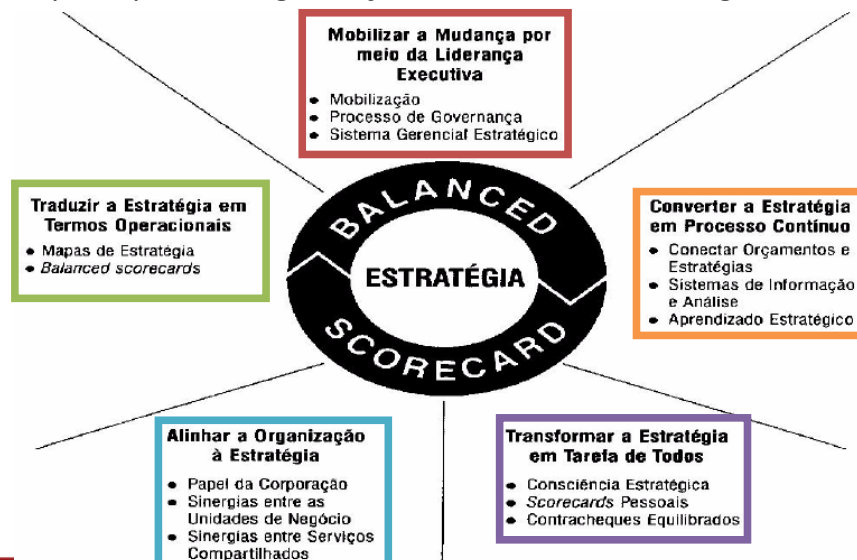 Mobilizar a Mudança por
meio da Liderança
Executiva
• Mobilização
• Processo de Governança
• Sistema Gerencial Estratégico
Traduzir a Estratégia em
Termos Operacionais
• Mapas de Estratégia
• Balanced scorecards
BALANCED
ESTRATÉGIA
SCORECARD
Converter a Estratégia
em Processo Contínuo
• Conectar Orçamentos e
Estratégias
• Sistemas de Informação
e Análise
• Aprendizado Estratégico
Alinhar a Organização
à Estratégia
• Papel da Corporação
• Sinergias entre as
Unidades de Negócio
• Sinergias entre Serviços
Compartilhados
Transformar a Estratégia
em Tarefa de Todos
• Consciência Estratégica
• Scorecards Pessoais
• Contracheques Equilibrados